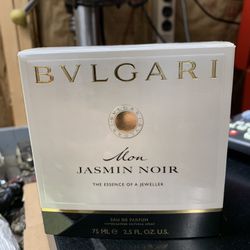 BVLGARI
Mon
JASMIN NOIR
THE ESSENCE OF A JEWELLER
EAU DE PARFUM
75 ML ℮ 2.5 FL. OZ. U.S.